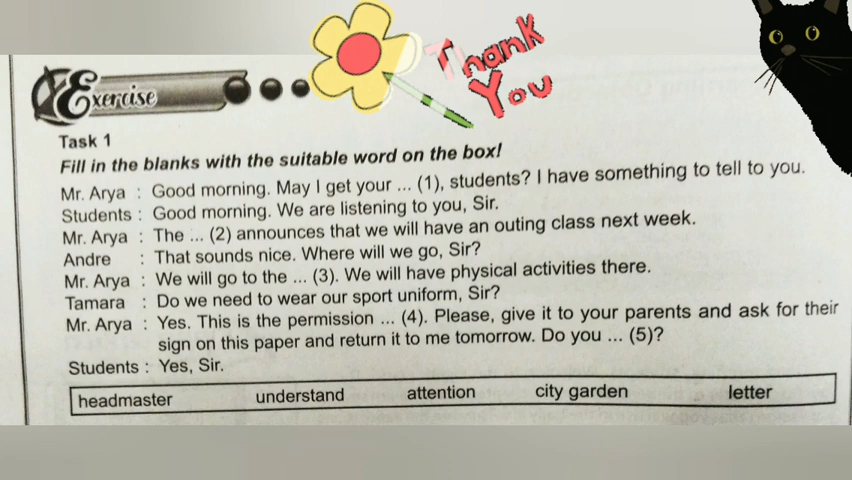 Thank
You
Exercise
Task 1
Fill in the blanks with the suitable word on the box!
Mr. Arya : Good morning. May I get your ... (1), students? I have something to tell to you.
Students : Good morning. We are listening to you, Sir.
Mr. Arya : The ... (2) announces that we will have an outing class next week.
Andre : That sounds nice. Where will we go, Sir?
Mr. Arya : We will go to the ... (3). We will have physical activities there.
Tamara : Do we need to wear our sport uniform, Sir?
Mr. Arya : Yes. This is the permission ... (4). Please, give it to your parents and ask for their
sign on this paper and return it to me tomorrow. Do you ... (5)?
Students : Yes, Sir.
headmaster understand attention city garden letter